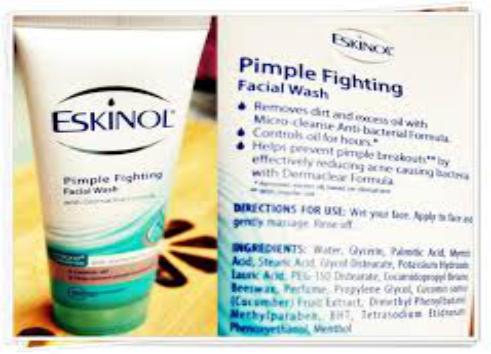 ESKINOL
Pimple Fighting
Facial Wash
ESKINOL
Pimple Fighting
Facial Wash
Removes dirt and excess oil with
Micro-cleanse Anti-bacterial Formula.
Controls oil for hours.*
Helps prevent pimple breakouts** by
effectively reducing acne causing bacteria
with Dermaclear Formula
DIRECTIONS FOR USE: Wet your face. Apply to face and
gently massage. Rinse off
INGREDIENTS: Water, Glycerin, Palmitic Acid,
Acid, Stearic Acid, Glycol Distearate, Potassium
Lauric Acid, PEG-150 Distearate, Cocamidopropyl
Beeswax, Perfume, Propylene Glycol,
(Cucumber) Fruit Extract, Dimethyl
Methylparaben, BHT, Tetrasodium
Phenoxyethanol, Menthol